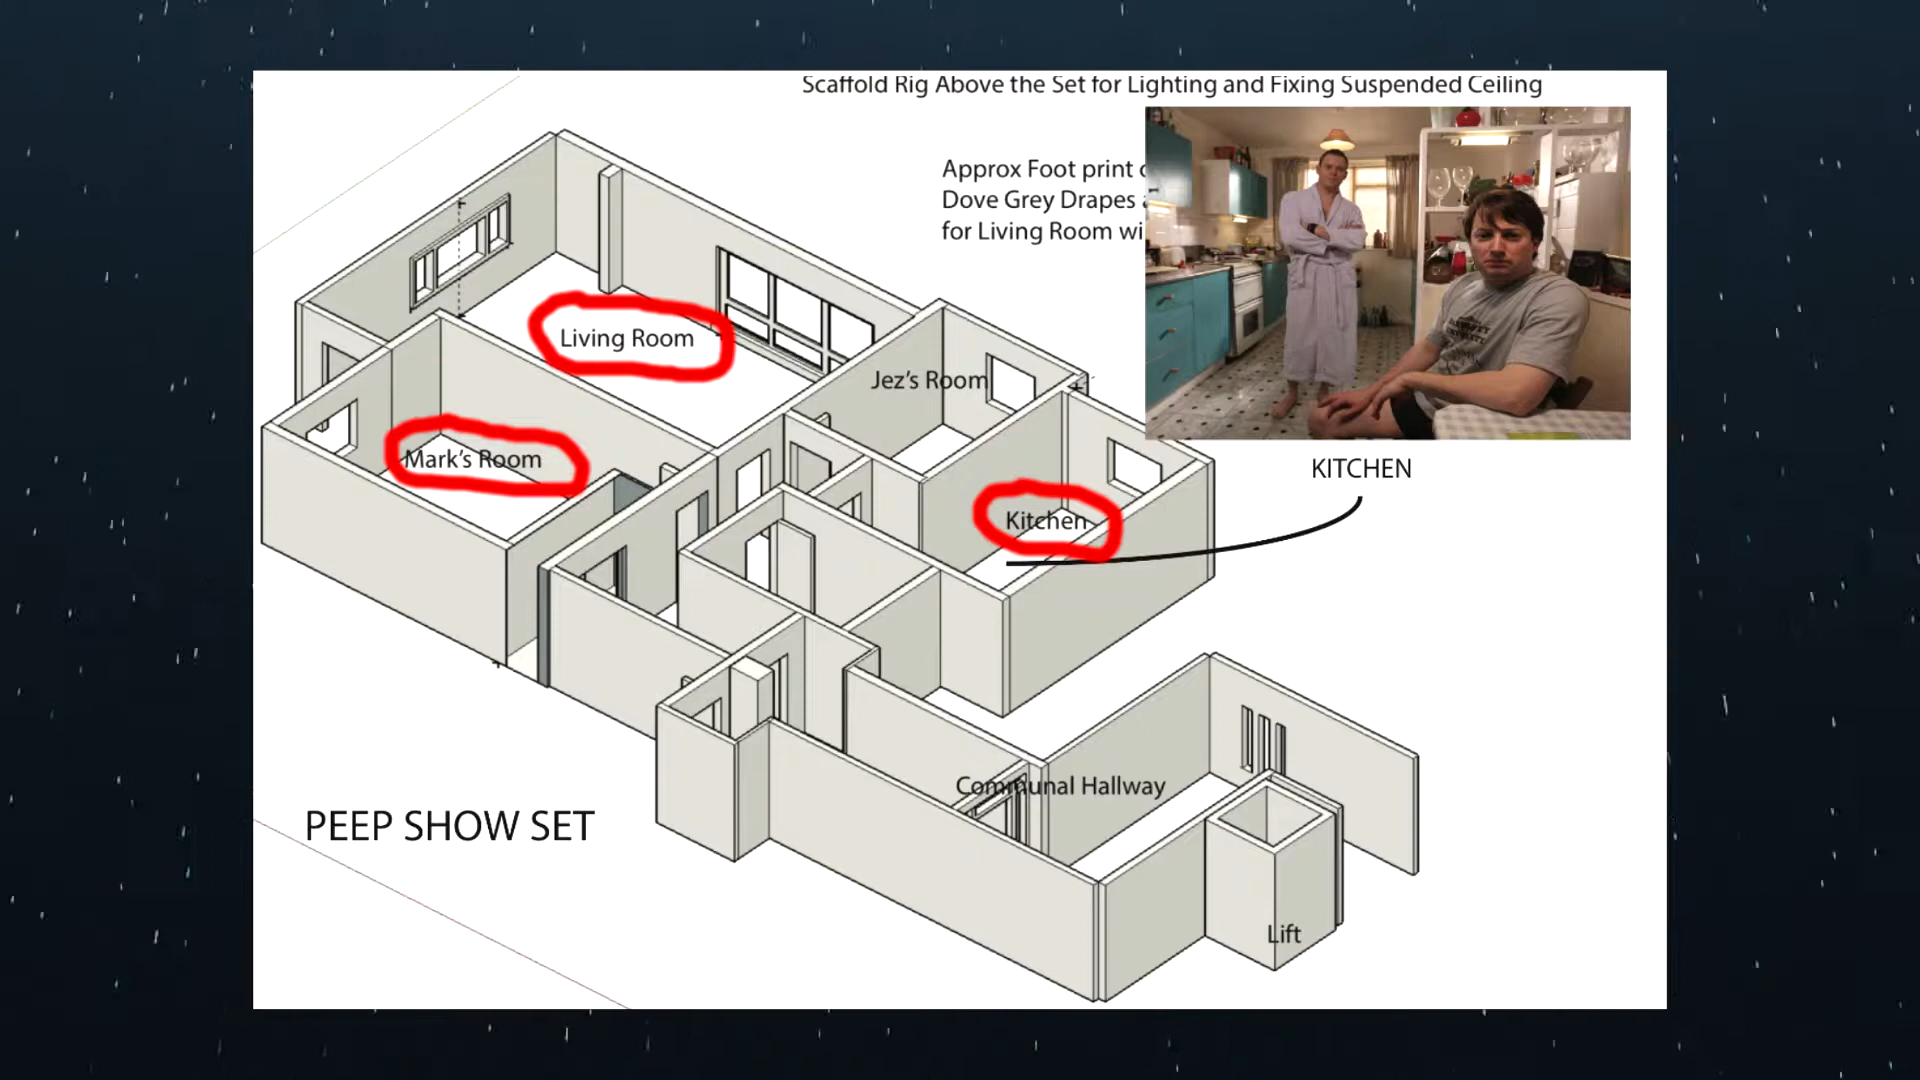 Scaffold Rig Above the Set for Lighting and Fixing Suspended Ceiling
Approx Foot print
Dove Grey Drapes
for Living Room wi
Living Room
Jez's Room
Mark's Room
KITCHEN
Kitchen
Communal Hallway
PEEP SHOW SET
Lift